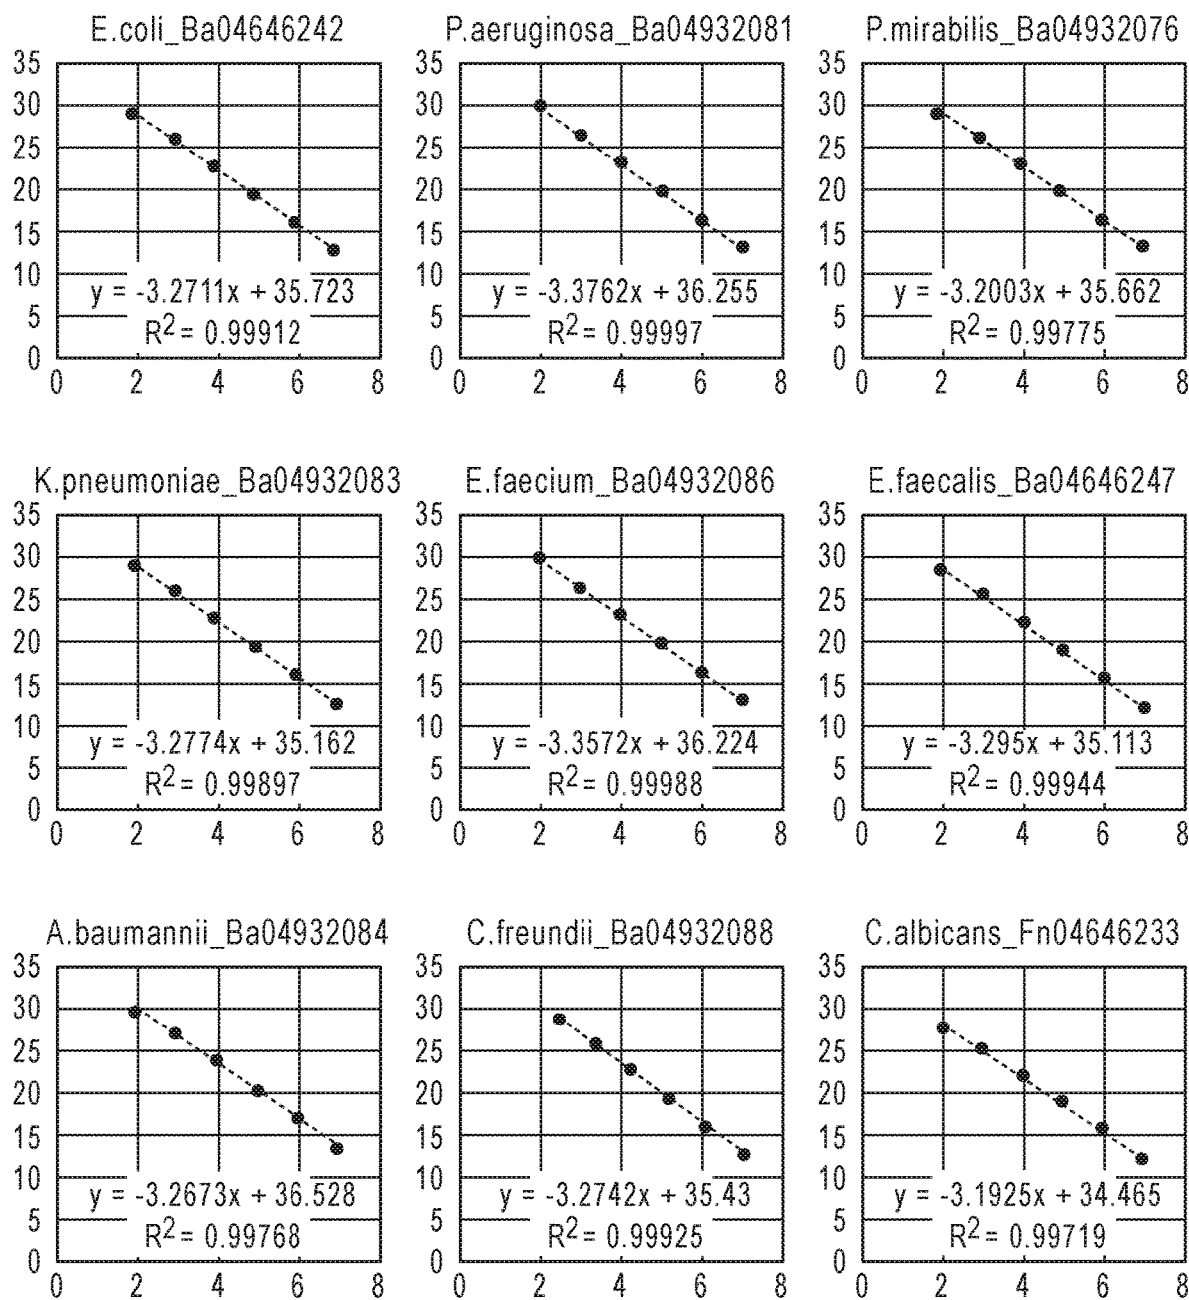 E.coli_Ba04646242
35
30
25
20
15
10
5
0
y = -3.2711x + 35.723
R2 = 0.99912
0 2 4 6 8
P.aeruginosa_Ba04932081
35
30
25
20
15
10
5
0
y = -3.3762x + 36.255
R2 = 0.99997
0 2 4 6 8
P.mirabilis_Ba04932076
35
30
25
20
15
10
5
0
y = -3.2003x + 35.662
R2 = 0.99775
0 2 4 6 8
K.pneumoniae_Ba04932083
35
30
25
20
15
10
5
0
y = -3.2774x + 35.162
R2 = 0.99897
0 2 4 6 8
E.faecium_Ba04932086
35
30
25
20
15
10
5
0
y = -3.3572x + 36.224
R2 = 0.99988
0 2 4 6 8
E.faecalis_Ba04646247
35
30
25
20
15
10
5
0
y = -3.295x + 35.113
R2 = 0.99944
0 2 4 6 8
A.baumannii_Ba04932084
35
30
25
20
15
10
5
0
y = -3.2673x + 36.528
R2 = 0.99768
0 2 4 6 8
C.freundii_Ba04932088
35
30
25
20
15
10
5
0
y = -3.2742x + 35.43
R2 = 0.99925
0 2 4 6 8
C.albicans_Fn04646233
35
30
25
20
15
10
5
0
y = -3.1925x + 34.465
R2 = 0.99719
0 2 4 6 8